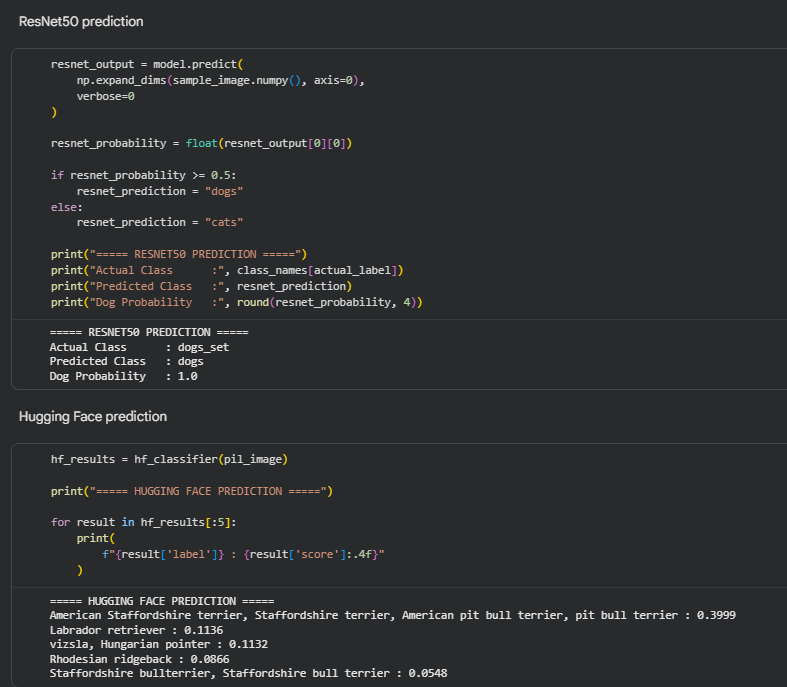 ResNet50 prediction
resnet_output = model.predict(
    np.expand_dims(sample_image.numpy(), axis=0),
    verbose=0
)
resnet_probability = float(resnet_output[0][0])
if resnet_probability >= 0.5:
    resnet_prediction = "dogs"
else:
    resnet_prediction = "cats"
print("===== RESNET50 PREDICTION =====")
print("Actual Class      :", class_names[actual_label])
print("Predicted Class   :", resnet_prediction)
print("Dog Probability   :", round(resnet_probability, 4))
===== RESNET50 PREDICTION =====
Actual Class      : dogs_set
Predicted Class   : dogs
Dog Probability   : 1.0
Hugging Face prediction
hf_results = hf_classifier(pil_image)
print("===== HUGGING FACE PREDICTION =====")
for result in hf_results[:5]:
    print(
        f"{result['label']} : {result['score']:.4f}"
    )
===== HUGGING FACE PREDICTION =====
American Staffordshire terrier, Staffordshire terrier, American pit bull terrier, pit bull terrier : 0.3999
Labrador retriever : 0.1136
vizsla, Hungarian pointer : 0.1132
Rhodesian ridgeback : 0.0866
Staffordshire bullterrier, Staffordshire bull terrier : 0.0548